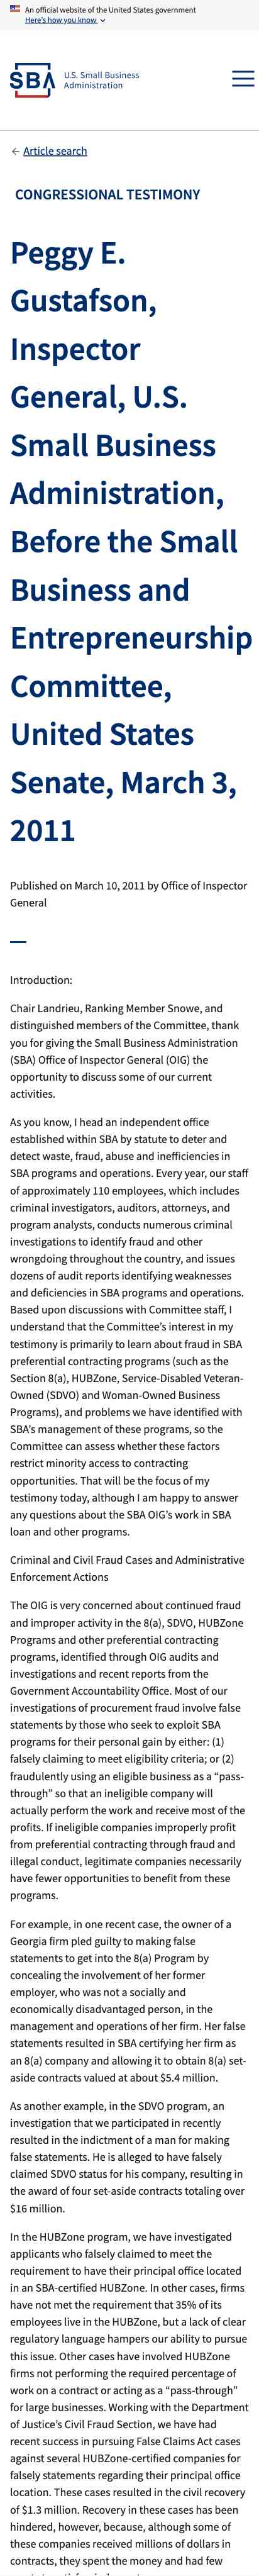 An official website of the United States government
Here's how you know
SBA
U.S. Small Business
Administration
Article search
CONGRESSIONAL TESTIMONY
Peggy E.
Gustafson,
Inspector
General, U.S.
Small Business
Administration,
Before the Small
Business and
Entrepreneurship
Committee,
United States
Senate, March 3,
2011
Published on March 10, 2011 by Office of Inspector
General
Introduction:
Chair Landrieu, Ranking Member Snowe, and
distinguished members of the Committee, thank
you for giving the Small Business Administration
(SBA) Office of Inspector General (OIG) the
opportunity to discuss some of our current
activities.
As you know, I head an independent office
established within SBA by statute to deter and
detect waste, fraud, abuse and inefficiencies in
SBA programs and operations. Every year, our staff
of approximately 110 employees, which includes
criminal investigators, auditors, attorneys, and
program analysts, conducts numerous criminal
investigations to identify fraud and other
wrongdoing throughout the country, and issues
dozens of audit reports identifying weaknesses
and deficiencies in SBA programs and operations.
Based upon discussions with Committee staff, I
understand that the Committee's interest in my
testimony is primarily to learn about fraud in SBA
preferential contracting programs (such as the
Section 8(a), HUBZone, Service-Disabled Veteran-
Owned (SDVO) and Woman-Owned Business
Programs), and problems we have identified with
SBA's management of these programs, so the
Committee can assess whether these factors
restrict minority access to contracting
opportunities. That will be the focus of my
testimony today, although I am happy to answer
any questions about the SBA OIG's work in SBA
loan and other programs.
Criminal and Civil Fraud Cases and Administrative
Enforcement Actions
The OIG is very concerned about continued fraud
and improper activity in the 8(a), SDVO, HUBZone
Programs and other preferential contracting
programs, identified through OIG audits and
investigations and recent reports from the
Government Accountability Office. Most of our
investigations of procurement fraud involve false
statements by those who seek to exploit SBA
programs for their personal gain by either: (1)
falsely claiming to meet eligibility criteria; or (2)
fraudulently using an eligible business as a “pass-
through” so that an ineligible company will
actually perform the work and receive most of the
profits. If ineligible companies improperly profit
from preferential contracting through fraud and
illegal conduct, legitimate companies necessarily
have fewer opportunities to benefit from these
programs.
For example, in one recent case, the owner of a
Georgia firm pled guilty to making false
statements to get into the 8(a) Program by
concealing the involvement of her former
employer, who was not a socially and
economically disadvantaged person, in the
management and operations of her firm. Her false
statements resulted in SBA certifying her firm as
an 8(a) company and allowing it to obtain 8(a) set-
aside contracts valued at about $5.4 million.
As another example, in the SDVO program, an
investigation that we participated in recently
resulted in the indictment of a man for making
false statements. He is alleged to have falsely
claimed SDVO status for his company, resulting in
the award of four set-aside contracts totaling over
$16 million.
In the HUBZone program, we have investigated
applicants who falsely claimed to meet the
requirement to have their principal office located
in an SBA-certified HUBZone. In other cases, firms
have not met the requirement that 35% of its
employees live in the HUBZone, but a lack of clear
regulatory language hampers our ability to pursue
this issue. Other cases have involved HUBZone
firms not performing the required percentage of
work on a contract or acting as a “pass-through”
for large businesses. Working with the Department
of Justice's Civil Fraud Section, we have had
recent success in pursuing False Claims Act cases
against several HUBZone-certified companies for
falsely statements regarding their principal office
location. These cases resulted in the civil recovery
of $1.3 million. Recovery in these cases has been
hindered, however, because, although some of
these companies received millions of dollars in
contracts, they spent the money and had few